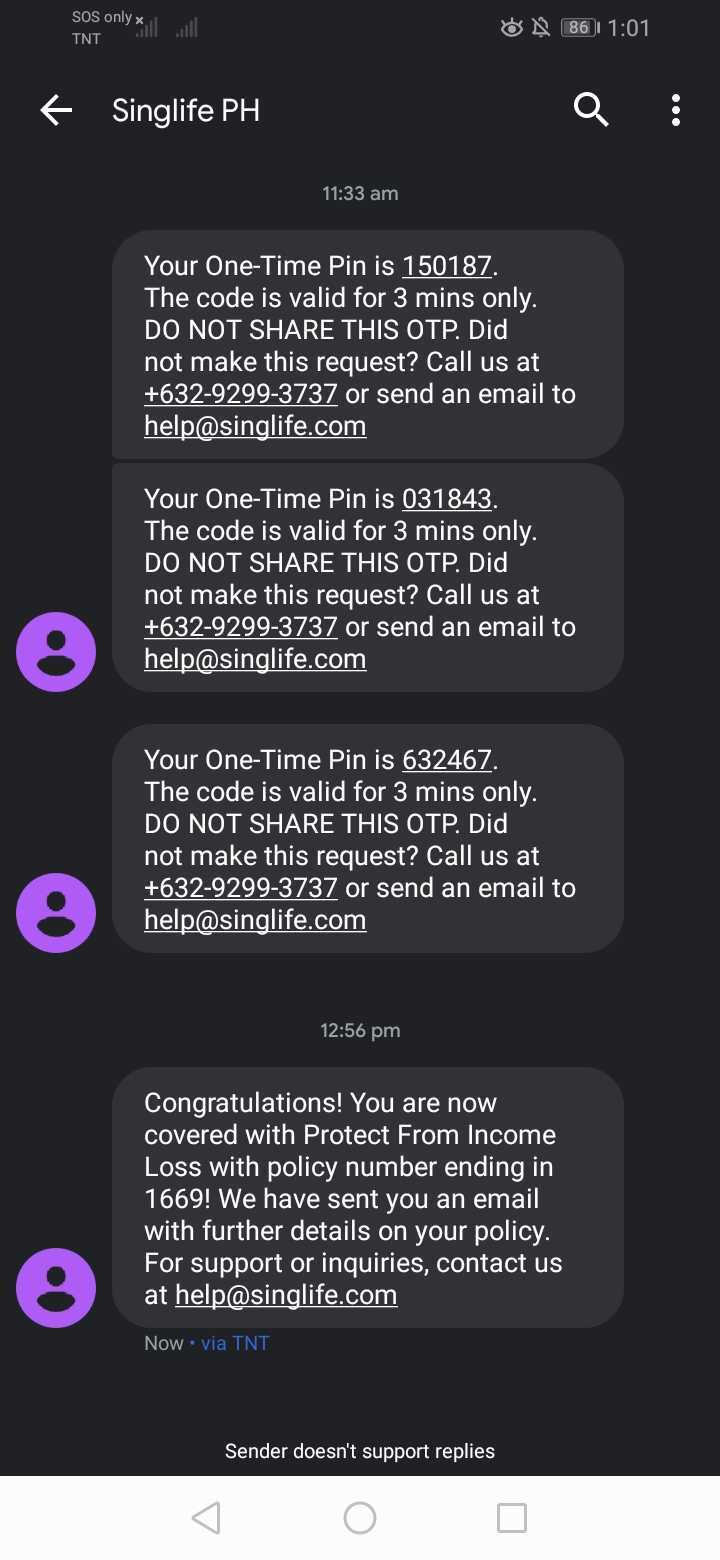 SOS only
TNT
86 1:01
Singlife PH
11:33 am
Your One-Time Pin is 150187.
The code is valid for 3 mins only.
DO NOT SHARE THIS OTP. Did
not make this request? Call us at
+632-9299-3737 or send an email to
help@singlife.com
Your One-Time Pin is 031843.
The code is valid for 3 mins only.
DO NOT SHARE THIS OTP. Did
not make this request? Call us at
+632-9299-3737 or send an email to
help@singlife.com
Your One-Time Pin is 632467.
The code is valid for 3 mins only.
DO NOT SHARE THIS OTP. Did
not make this request? Call us at
+632-9299-3737 or send an email to
help@singlife.com
12:56 pm
Congratulations! You are now
covered with Protect From Income
Loss with policy number ending in
1669! We have sent you an email
with further details on your policy.
For support or inquiries, contact us
at help@singlife.com
Now • via TNT
Sender doesn't support replies